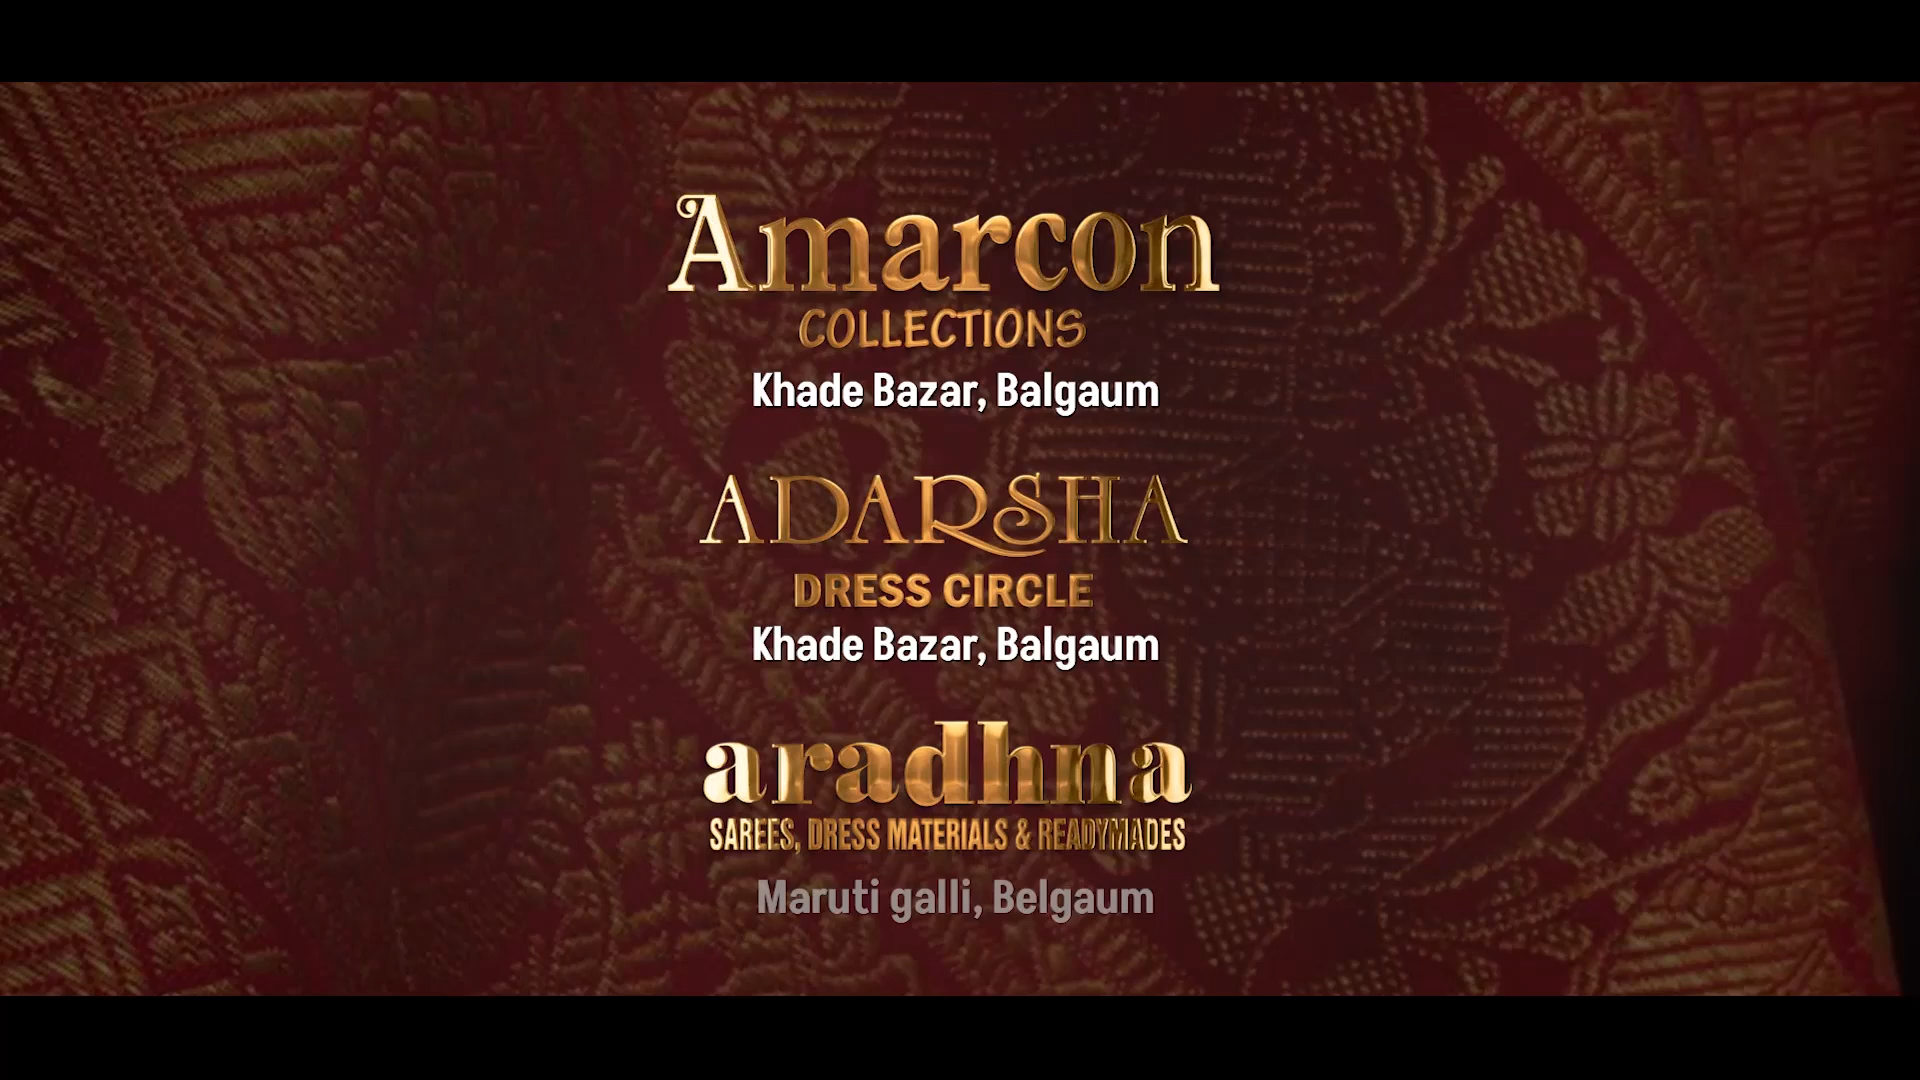 Amarcon
COLLECTIONS
Khade Bazar, Balgaum
ADARSHA
DRESS CIRCLE
Khade Bazar, Balgaum
aradhna
SAREES, DRESS MATERIALS & READYMADES
Maruti galli, Belgaum